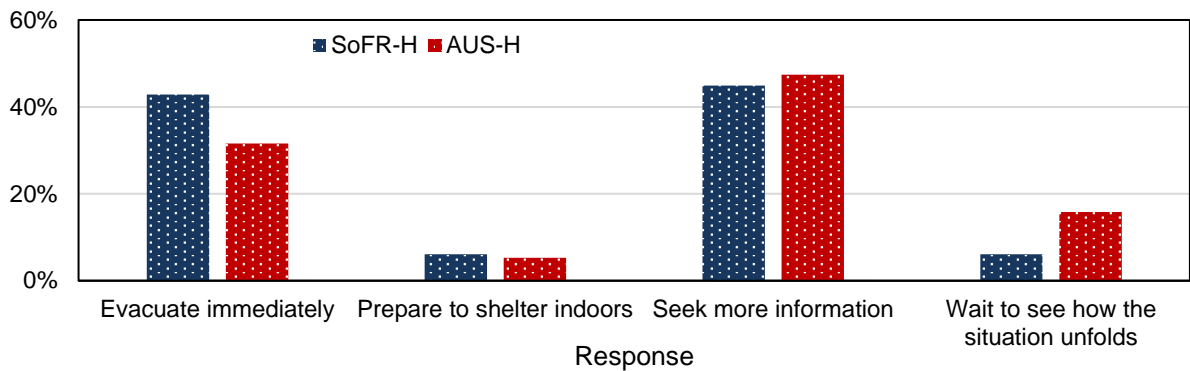 60%
SoFR-H AUS-H
40%
20%
0%
Evacuate immediately Prepare to shelter indoors Seek more information Wait to see how the
situation unfolds
Response